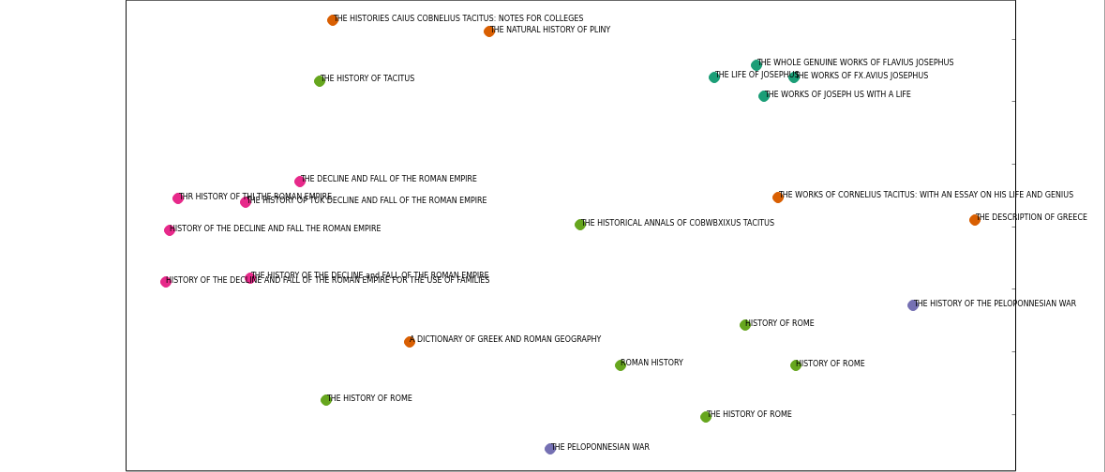 THE HISTORIES CAIUS COBNELIUS TACITUS: NOTES FOR COLLEGES
THE NATURAL HISTORY OF PLINY
THE WHOLE GENUINE WORKS OF FLAVIUS JOSEPHUS
THE LIFE OF JOSEPHUS
THE WORKS OF FX.AVIUS JOSEPHUS
THE HISTORY OF TACITUS
THE WORKS OF JOSEPH US WITH A LIFE
THE DECLINE AND FALL OF THE ROMAN EMPIRE
THR HISTORY OF THI THE ROMAN EMPIRE
THE HISTORY OF TUK DECLINE AND FALL OF THE ROMAN EMPIRE
THE WORKS OF CORNELIUS TACITUS: WITH AN ESSAY ON HIS LIFE AND GENIUS
THE DESCRIPTION OF GREECE
THE HISTORICAL ANNALS OF COBWBXIXUS TACITUS
HISTORY OF THE DECLINE AND FALL THE ROMAN EMPIRE
THE HISTORY OF THE DECLINE and FALL OF THE ROMAN EMPIRE
HISTORY OF THE DECLINE AND FALL OF THE ROMAN EMPIRE FOR THE USE OF FAMILIES
THE HISTORY OF THE PELOPONNESIAN WAR
HISTORY OF ROME
A DICTIONARY OF GREEK AND ROMAN GEOGRAPHY
ROMAN HISTORY
HISTORY OF ROME
THE HISTORY OF ROME
THE HISTORY OF ROME
THE PELOPONNESIAN WAR